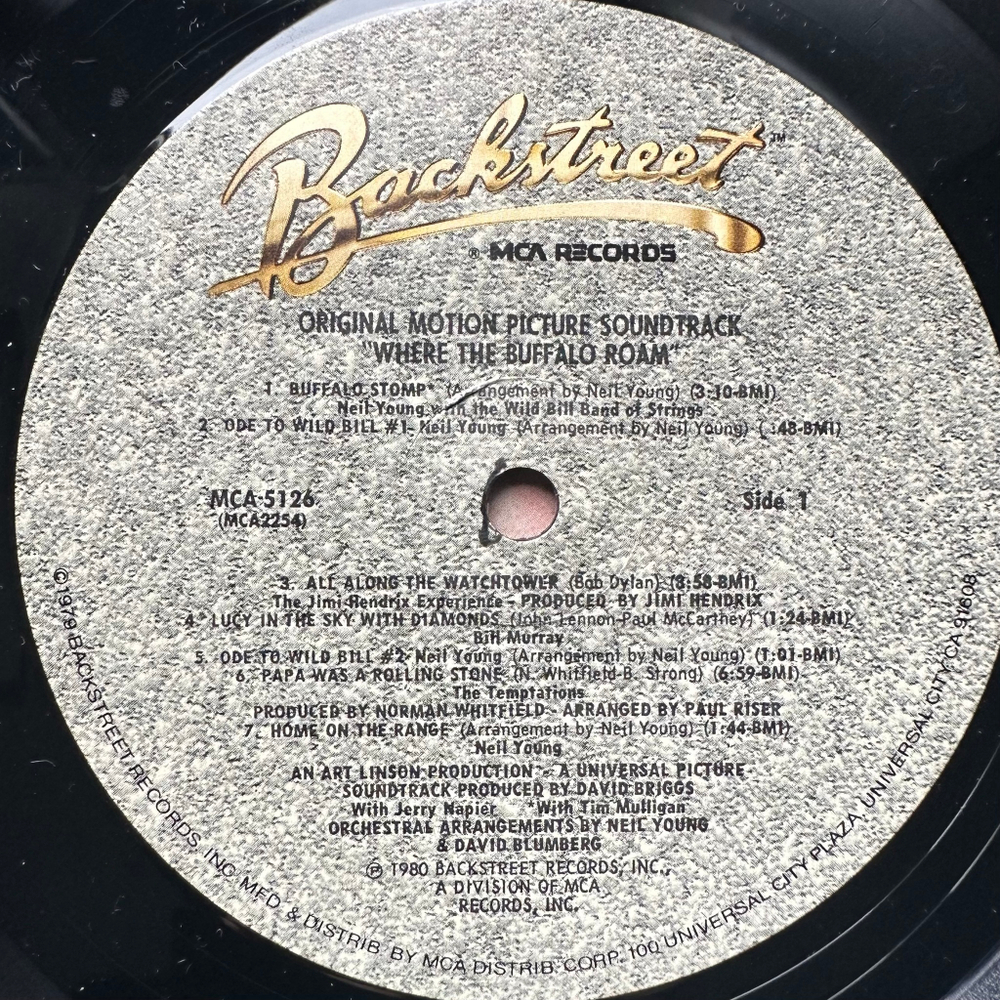 Backstreet™
® MCA RECORDS
ORIGINAL MOTION PICTURE SOUNDTRACK
"WHERE THE BUFFALO ROAM"
1. BUFFALO STOMP* (Arrangement by Neil Young) (3:10-BMI)
Neil Young with the Wild Bill Band of Strings
2. ODE TO WILD BILL #1- Neil Young (Arrangement by Neil Young) ( :48-BMI)
MCA-5126
(MCA2254)
Side 1
3. ALL ALONG THE WATCHTOWER (Bob Dylan) (3:58-BMI)
The Jimi Hendrix Experience - PRODUCED BY JIMI HENDRIX
4. LUCY IN THE SKY WITH DIAMONDS (John Lennon-Paul McCarthey) (1:24-BMI)
Bill Murray
5. ODE TO WILD BILL #2- Neil Young (Arrangement by Neil Young) (1:01-BMI)
6. PAPA WAS A ROLLING STONE (N. Whitfield-B. Strong) (6:59-BMI)
The Temptations
PRODUCED BY NORMAN WHITFIELD - ARRANGED BY PAUL RISER
7. HOME ON THE RANGE (Arrangement by Neil Young) (1:44-BMI)
Neil Young
AN ART LINSON PRODUCTION - A UNIVERSAL PICTURE
SOUNDTRACK PRODUCED BY DAVID BRIGGS
With Jerry Napier *With Tim Mulligan
ORCHESTRAL ARRANGEMENTS BY NEIL YOUNG
& DAVID BLUMBERG
℗ 1980 BACKSTREET RECORDS, INC.,
A DIVISION OF MCA
RECORDS, INC.
©1979 BACKSTREET RECORDS, INC. MFD. & DISTRIB. BY MCA DISTRIB. CORP. 100 UNIVERSAL CITY PLAZA UNIVERSAL CITY CA 91608